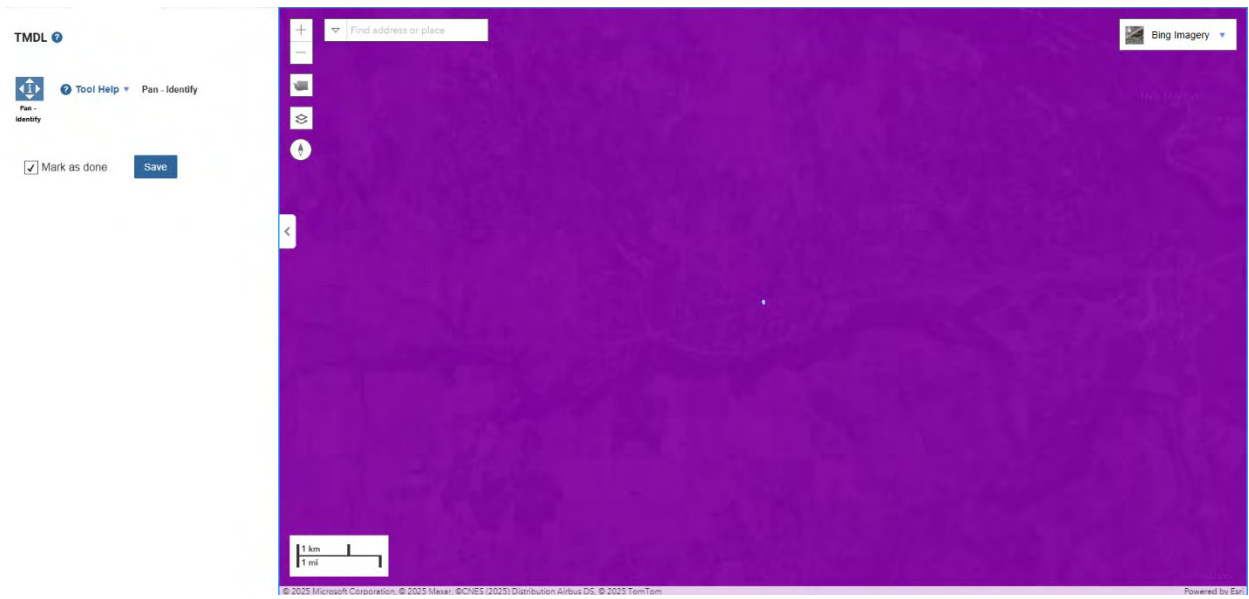 TMDL
Tool Help
Pan - Identify
Pan -
Identify
Mark as done
Save
Find address or place
Bing Imagery
1 km
1 mi
© 2025 Microsoft Corporation, © 2025 Maxar, ©CNES (2025) Distribution Airbus DS, © 2025 TomTom
Powered by Esri